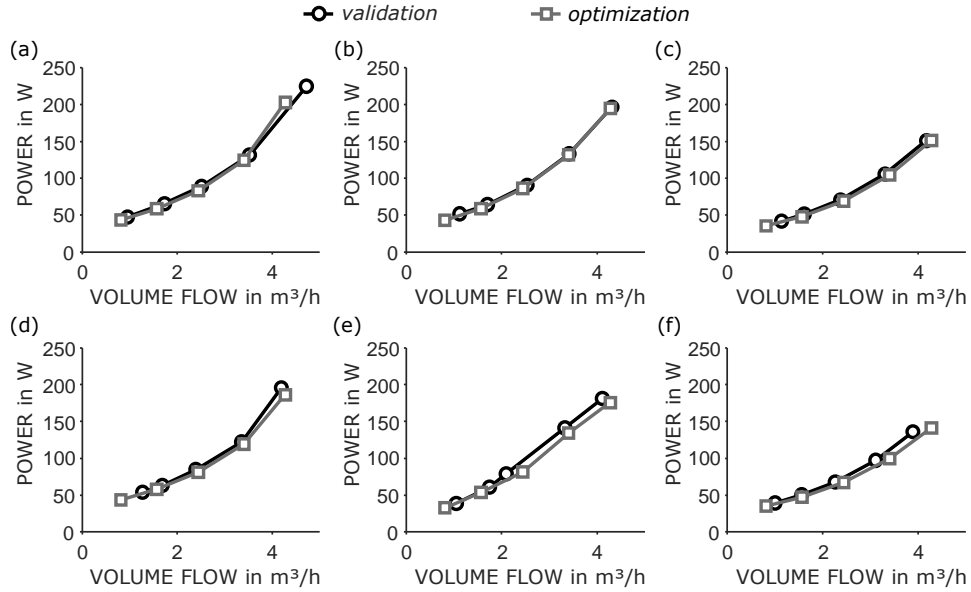 validation optimization
(a) (b) (c)
250 250 250
200 200 200
150 150 150
100 100 100
50 50 50
0 0 0
POWER in W POWER in W POWER in W
0 2 4 0 2 4 0 2 4
VOLUME FLOW in m³/h VOLUME FLOW in m³/h VOLUME FLOW in m³/h
(d) (e) (f)
250 250 250
200 200 200
150 150 150
100 100 100
50 50 50
0 0 0
POWER in W POWER in W POWER in W
0 2 4 0 2 4 0 2 4
VOLUME FLOW in m³/h VOLUME FLOW in m³/h VOLUME FLOW in m³/h